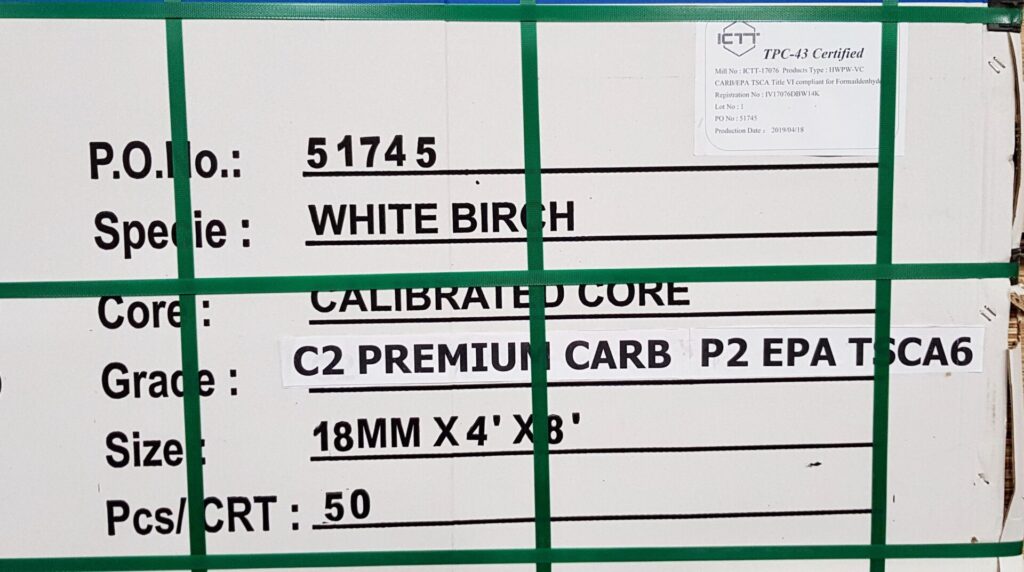 ICTT
TPC-43 Certified
Mill No : ICTT-17076 Products Type : HWPW-VC
CARB/EPA TSCA Title VI compliant for Formaildenhyde
Registration No : IV17076DBW14K
Lot No : 1
PO No : 51745
Production Date : 2019/04/18
P.O.No.: 51745
Specie : WHITE BIRCH
Core : CALIBRATED CORE
Grade : C2 PREMIUM CARB P2 EPA TSCA6
Size : 18MM X 4' X 8'
Pcs/ CRT : 50